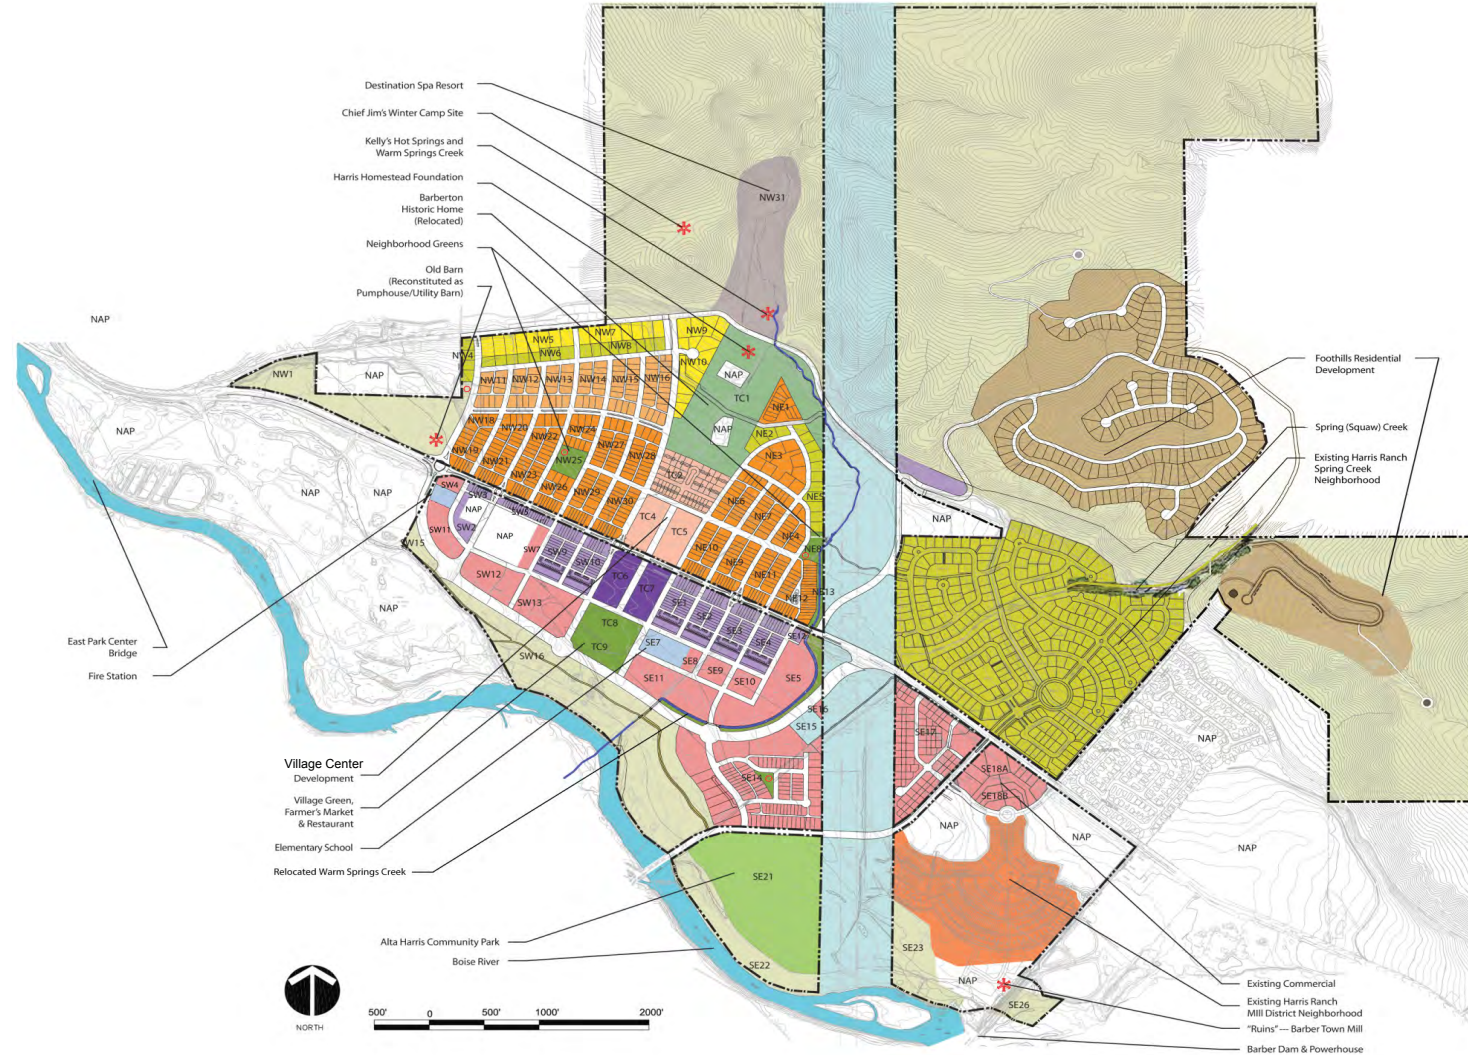 Destination Spa Resort
Chief Jim's Winter Camp Site
Kelly's Hot Springs and
Warm Springs Creek
Harris Homestead Foundation
Barberton
Historic Home
(Relocated)
Neighborhood Greens
Old Barn
(Reconstituted as
Pumphouse/Utility Barn)
NW31
NAP
NW1
NAP
NW4
NW5
NW6
NW7
NW8
NW9
NW10
NAP
TC1
NAP
NW11
NW12
NW13
NW14
NW15
NW16
NE1
NE2
NE3
NE5
NAP
NW18
NW20
NW22
NW24
NW27
NW28
NW19
NW21
NW23
NW25
NW26
NW29
NW30
TC2
TC4
TC5
NE6
NE7
NE4
NE8
NE10
NE9
NE11
NE12
NE13
NAP
NAP
NAP
NAP
SW4
SW3
NAP
SW5
SW2
SW11
SW15
NAP
SW7
SW9
SW10
SW12
SW13
SW16
TC6
TC7
TC8
TC9
SE1
SE2
SE3
SE4
SE12
SE7
SE8
SE9
SE10
SE11
SE5
SE16
SE15
SE14
SE17
SE18A
SE18B
NAP
NAP
NAP
NAP
SE21
SE22
SE23
NAP
SE26
Foothills Residential
Development
Spring (Squaw) Creek
Existing Harris Ranch
Spring Creek
Neighborhood
East Park Center
Bridge
Fire Station
Village Center
Development
Village Green,
Farmer's Market
& Restaurant
Elementary School
Relocated Warm Springs Creek
Alta Harris Community Park
Boise River
Existing Commercial
Existing Harris Ranch
MIll District Neighborhood
"Ruins" --- Barber Town Mill
Barber Dam & Powerhouse
NORTH
500' 0 500' 1000' 2000'